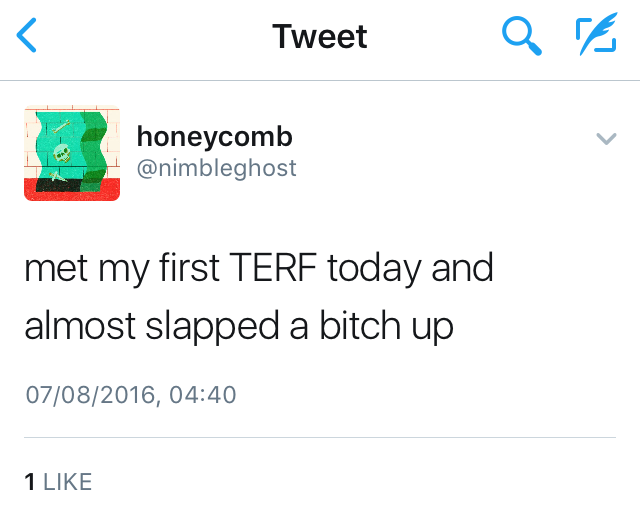 Tweet
honeycomb
@nimbleghost
met my first TERF today and
almost slapped a bitch up
07/08/2016, 04:40
1 LIKE